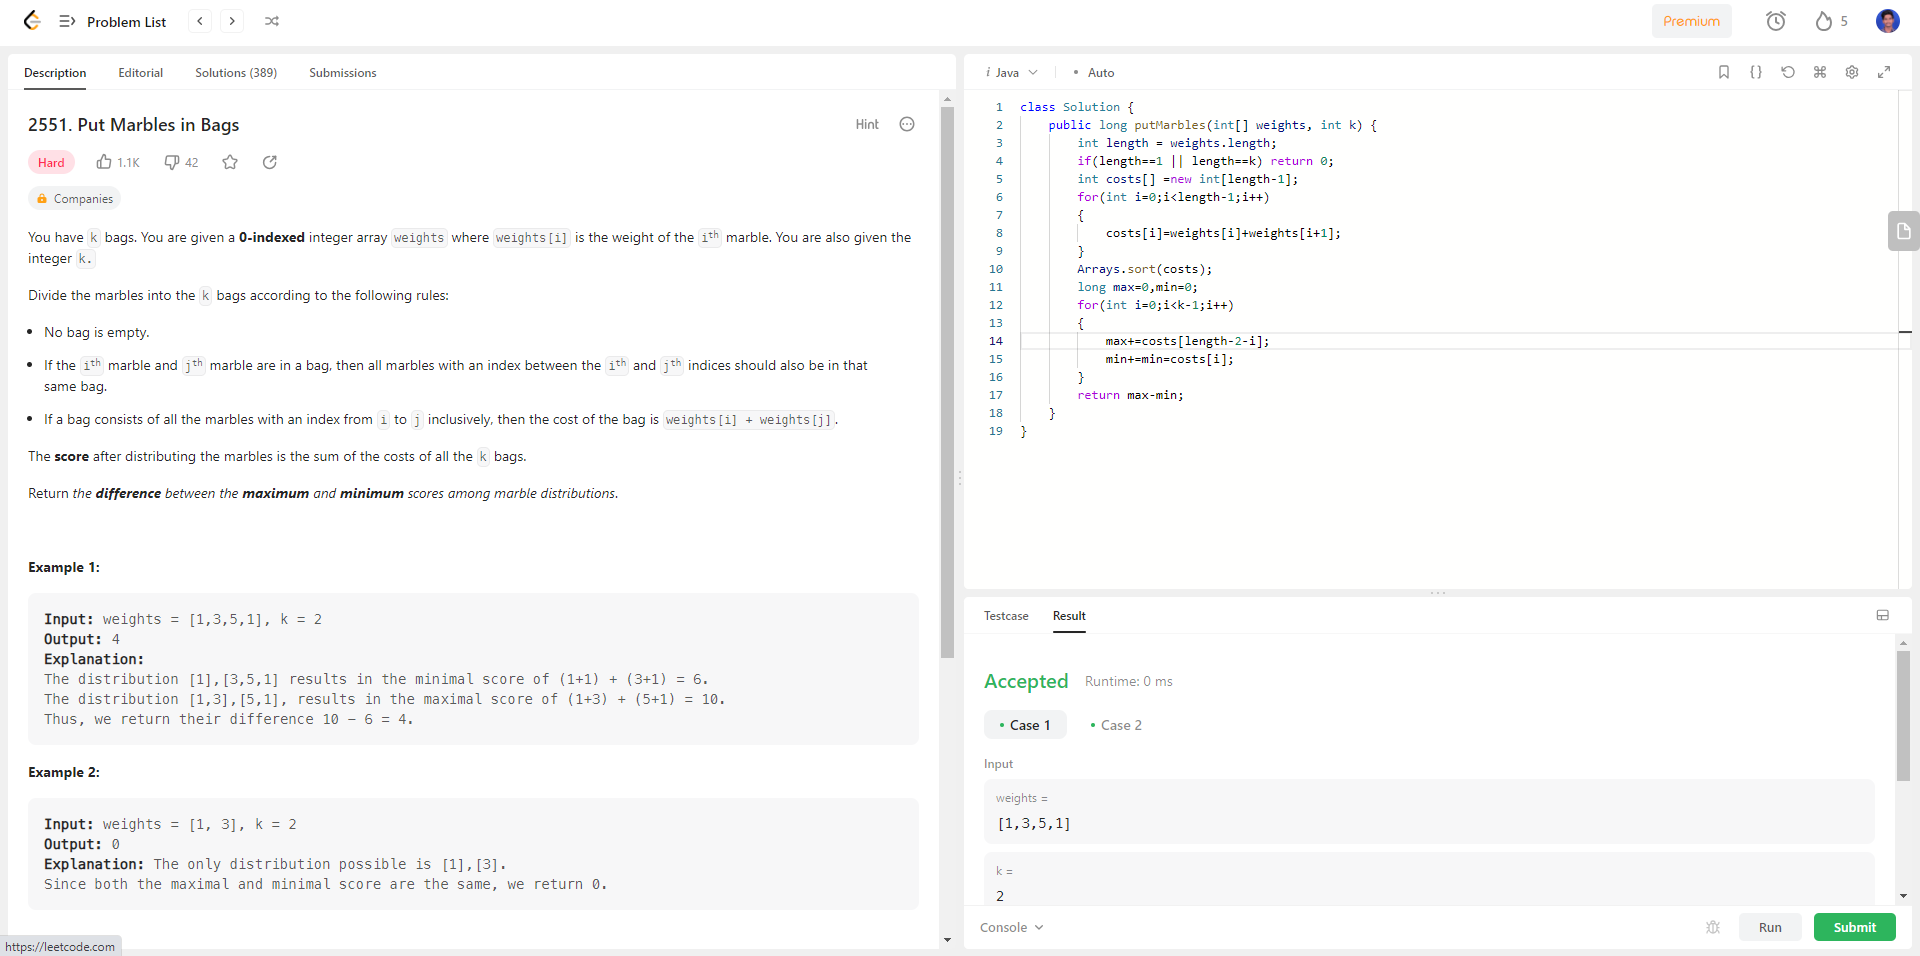 Problem List
Premium
5
Description Editorial Solutions (389) Submissions
2551. Put Marbles in Bags
Hint
Hard 1.1K 42
Companies
You have k bags. You are given a 0-indexed integer array weights where weights[i] is the weight of the ith marble. You are also given the
integer k.
Divide the marbles into the k bags according to the following rules:
• No bag is empty.
• If the ith marble and jth marble are in a bag, then all marbles with an index between the ith and jth indices should also be in that
same bag.
• If a bag consists of all the marbles with an index from i to j inclusively, then the cost of the bag is weights[i] + weights[j].
The score after distributing the marbles is the sum of the costs of all the k bags.
Return the difference between the maximum and minimum scores among marble distributions.
Example 1:
Input: weights = [1,3,5,1], k = 2
Output: 4
Explanation:
The distribution [1],[3,5,1] results in the minimal score of (1+1) + (3+1) = 6.
The distribution [1,3],[5,1], results in the maximal score of (1+3) + (5+1) = 10.
Thus, we return their difference 10 - 6 = 4.
Example 2:
Input: weights = [1, 3], k = 2
Output: 0
Explanation: The only distribution possible is [1],[3].
Since both the maximal and minimal score are the same, we return 0.
https://leetcode.com
i Java • Auto
1 class Solution {
2 public long putMarbles(int[] weights, int k) {
3 int length = weights.length;
4 if(length==1 || length==k) return 0;
5 int costs[] =new int[length-1];
6 for(int i=0;i<length-1;i++)
7 {
8 costs[i]=weights[i]+weights[i+1];
9 }
10 Arrays.sort(costs);
11 long max=0,min=0;
12 for(int i=0;i<k-1;i++)
13 {
14 max+=costs[length-2-i];
15 min+=min=costs[i];
16 }
17 return max-min;
18 }
19 }
Testcase Result
Accepted Runtime: 0 ms
• Case 1 • Case 2
Input
weights =
[1,3,5,1]
k =
2
Console Run Submit